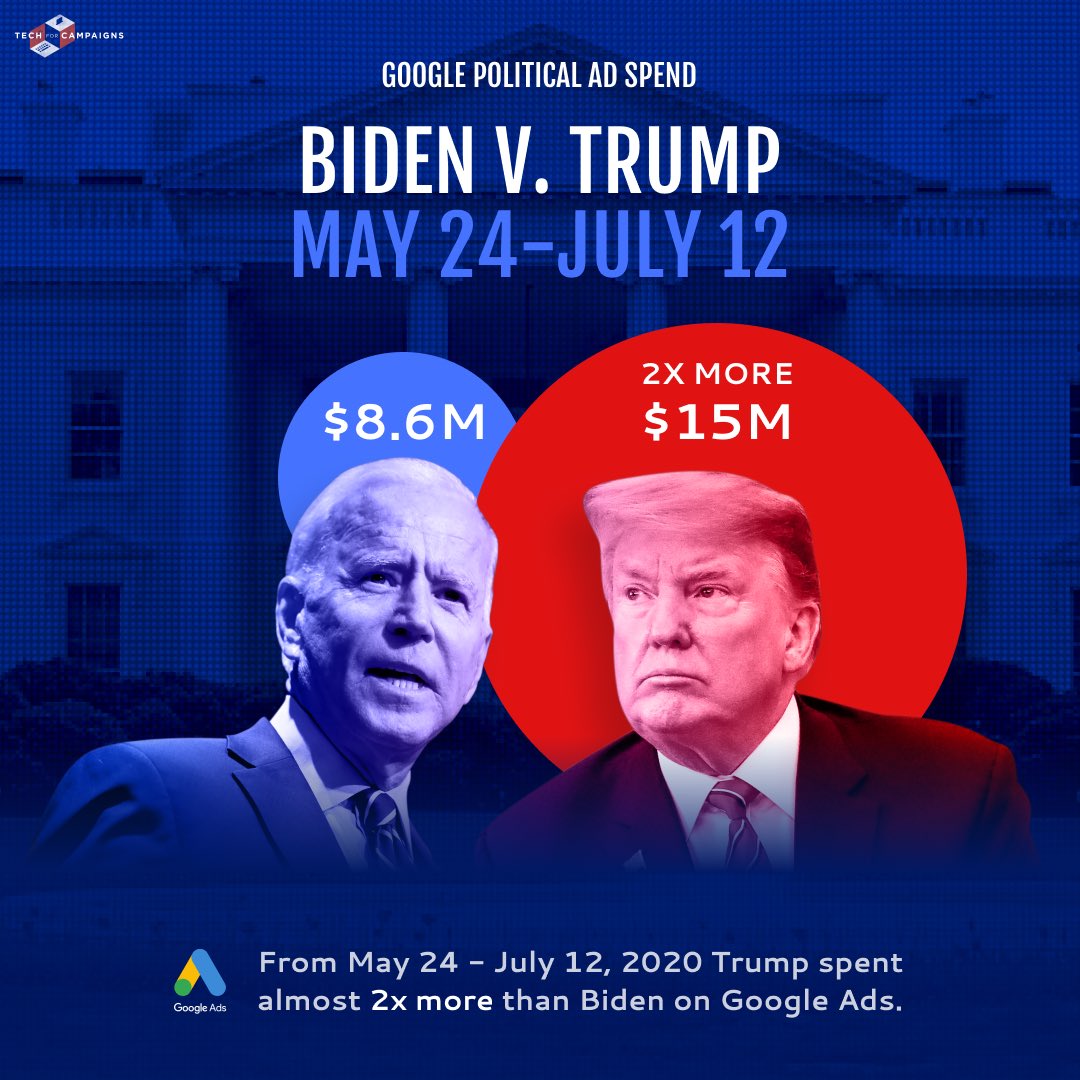 TECH FOR CAMPAIGNS
GOOGLE POLITICAL AD SPEND
BIDEN V. TRUMP
MAY 24-JULY 12
$8.6M
2X MORE
$15M
Google Ads
From May 24 - July 12, 2020 Trump spent
almost 2x more than Biden on Google Ads.